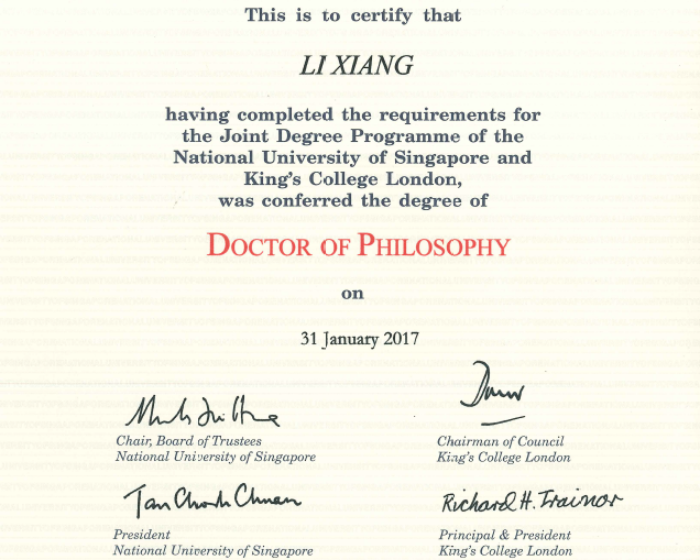 This is to certify that
LI XIANG
having completed the requirements for
the Joint Degree Programme of the
National University of Singapore and
King's College London,
was conferred the degree of
DOCTOR OF PHILOSOPHY
on
31 January 2017
Chair, Board of Trustees
National University of Singapore
Chairman of Council
King's College London
Tan Chorh Chuan
President
National University of Singapore
Richard H. Trainor
Principal & President
King's College London